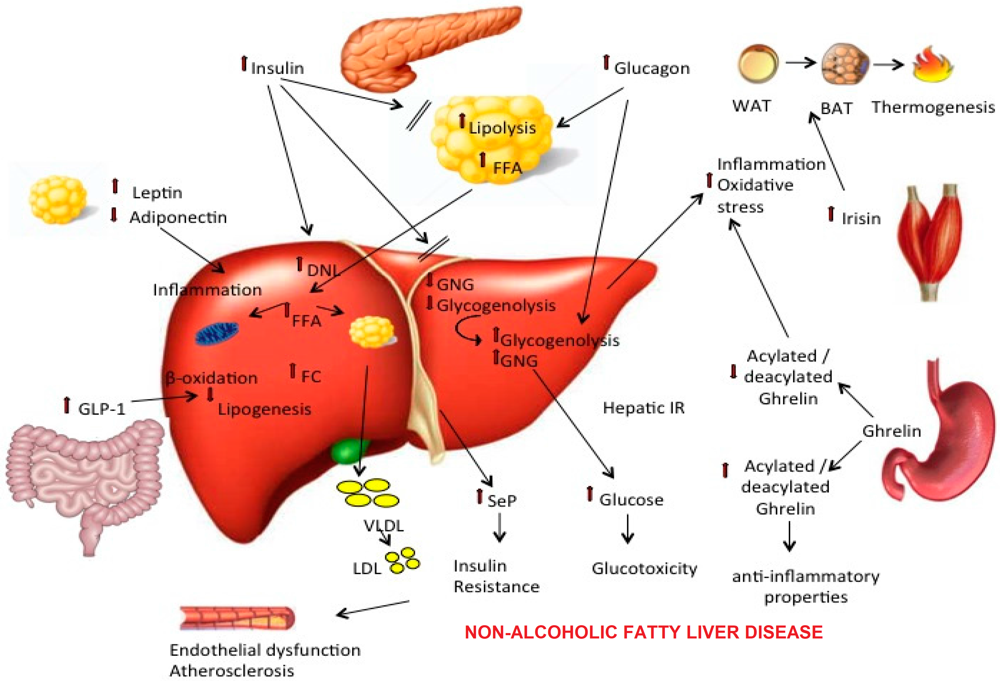 Insulin
Glucagon
WAT
BAT
Thermogenesis
Lipolysis
FFA
Inflammation
Oxidative
stress
Irisin
Leptin
Adiponectin
DNL
Inflammation
FFA
GNG
Glycogenolysis
Glycogenolysis
GNG
β-oxidation
FC
Lipogenesis
GLP-1
Hepatic IR
Acylated /
deacylated
Ghrelin
Ghrelin
Acylated /
deacylated
Ghrelin
anti-inflammatory
properties
VLDL
LDL
SeP
Insulin
Resistance
Glucose
Glucotoxicity
NON-ALCOHOLIC FATTY LIVER DISEASE
Endothelial dysfunction
Atherosclerosis